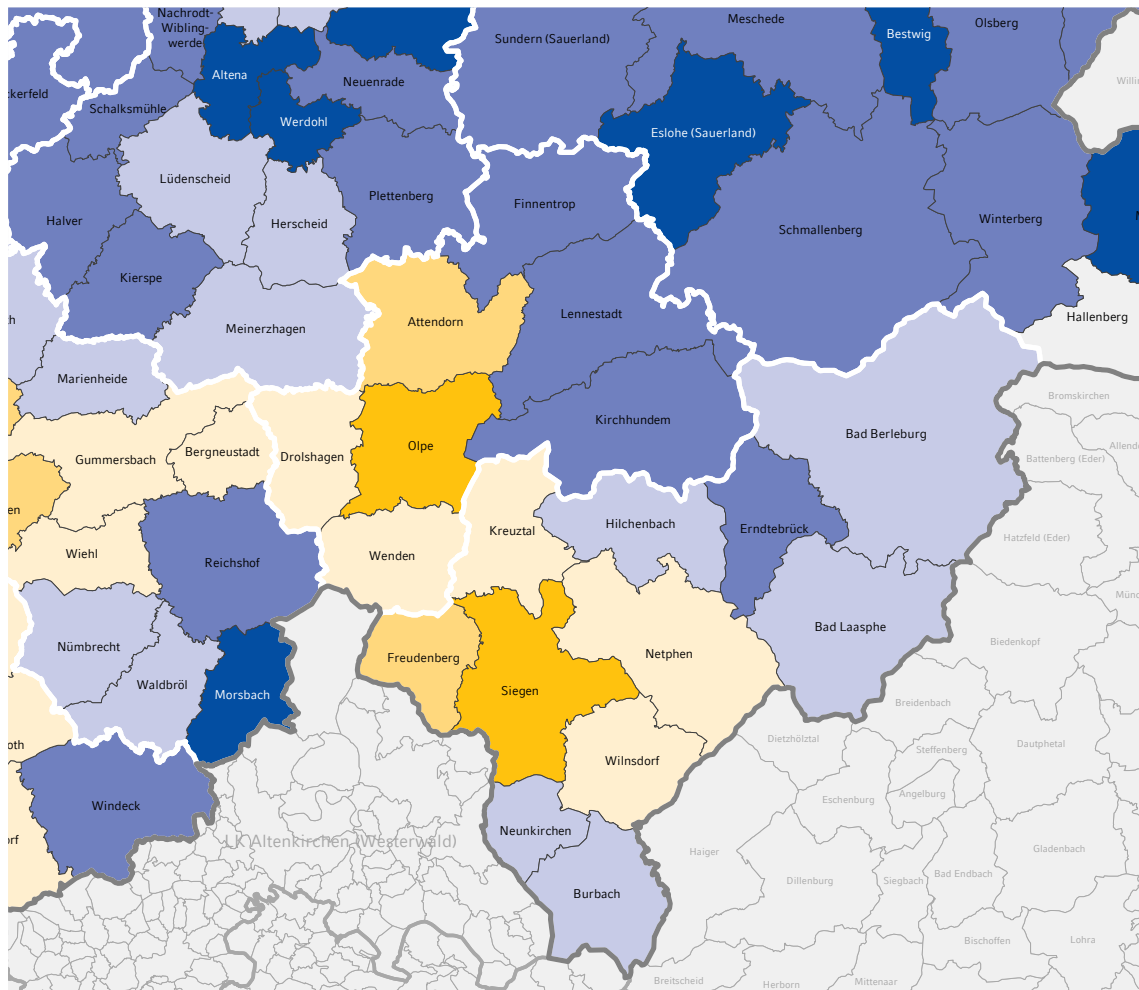 Nachrodt-
Wibling-
werde
Meschede
Olsberg
Sundern (Sauerland)
Bestwig
Altena
Neuenrade
ckerfeld
Schalksmühle
Werdohl
Eslohe (Sauerland)
Lüdenscheid
Plettenberg
Finnentrop
Halver
Herscheid
Schmallenberg
Winterberg
Kierspe
Hallenberg
Lennestadt
Attendorn
Meinerzhagen
Marienheide
Bromskirchen
Kirchhundem
Bad Berleburg
Olpe
Drolshagen
Bergneustadt
Gummersbach
Battenberg (Eder)
en
Kreuztal
Hilchenbach
Erndtebrück
Hatzfeld (Eder)
Wiehl
Reichshof
Wenden
Bad Laasphe
Biedenkopf
Nümbrecht
Netphen
Freudenberg
Waldbröl
Siegen
Morsbach
Breidenbach
oth
Dietzhölztal
Steffenberg
Dautphetal
Wilnsdorf
Windeck
Eschenburg
Angelburg
Neunkirchen
orf
LK Altenkirchen (Westerwald)
Haiger
Gladenbach
Dillenburg
Siegbach
Bad Endbach
Burbach
Bischoffen
Lohra
Breitscheid
Herborn
Mittenaar